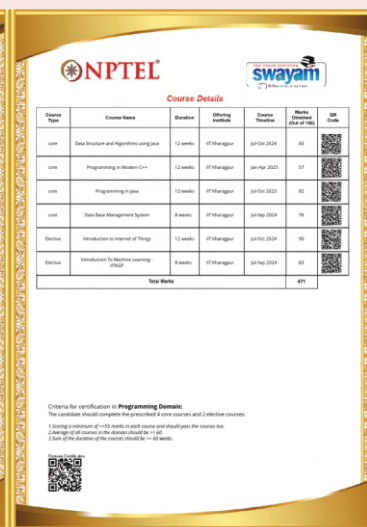 NPTEL
FREE ONLINE EDUCATION
swayam
Course Details
Course Type Course Name Duration Offering Institute Course Timeline Marks Obtained (Out of 100) QR Code
core Data Structure and Algorithms using Java 12 weeks IIT Kharagpur Jul-Oct 2024 83
core Programming in Modern C++ 12 weeks IIT Kharagpur Jan-Apr 2025 57
core Programming in Java 12 weeks IIT Kharagpur Jul-Oct 2023 82
core Data Base Management System 8 weeks IIT Kharagpur Jul-Sep 2024 76
Elective Introduction to Internet of Things 12 weeks IIT Kharagpur Jul-Oct 2024 90
Elective Introduction To Machine Learning - IITKGP 8 weeks IIT Kharagpur Jul-Sep 2024 83
Total Marks 471
Criteria for certification in Programming Domain:
The candidate should complete the prescribed 4 core courses and 2 elective courses:
1.Scoring a minimum of >=55 marks in each course and should pass the courses too.
2.Average of all courses in the domain should be >= 60.
3.Sum of the duration of the courses should be >= 60 weeks.
Domain Certificate